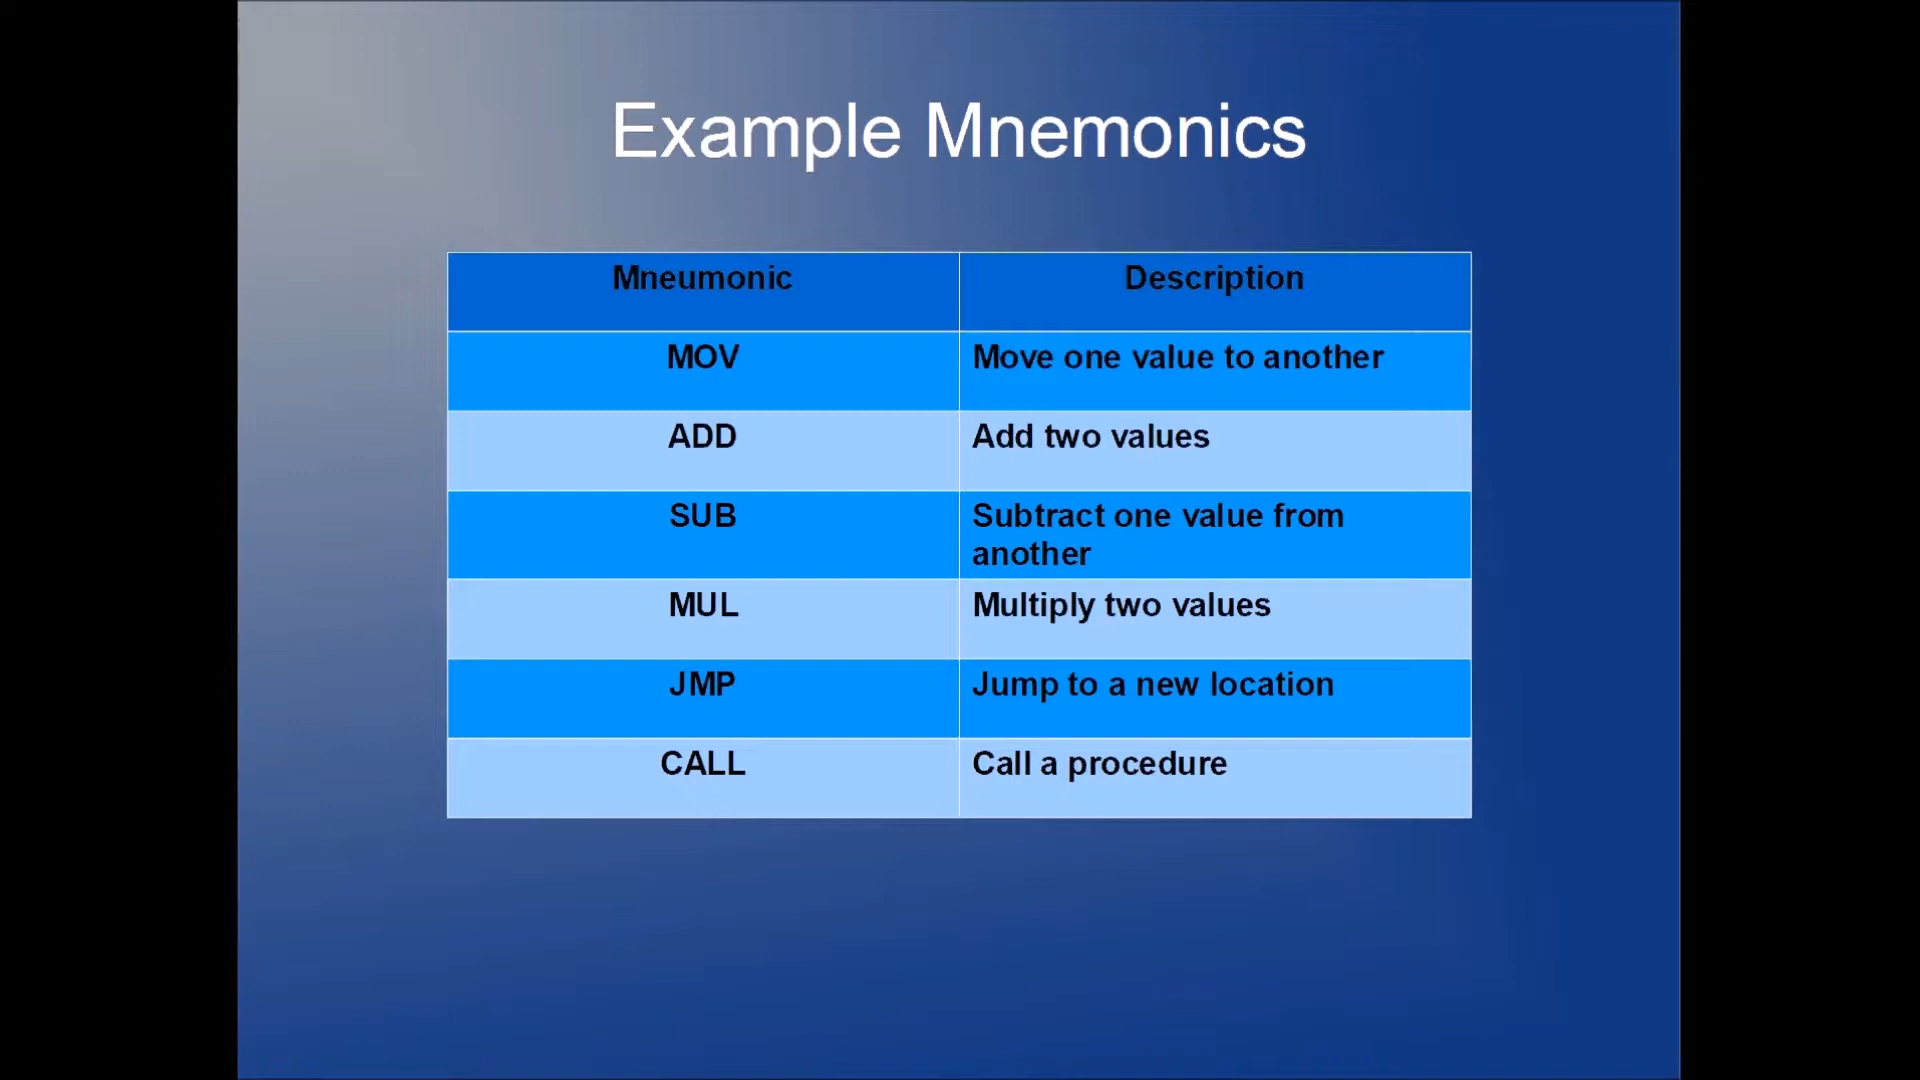 Example Mnemonics
Mneumonic Description
MOV Move one value to another
ADD Add two values
SUB Subtract one value from
another
MUL Multiply two values
JMP Jump to a new location
CALL Call a procedure